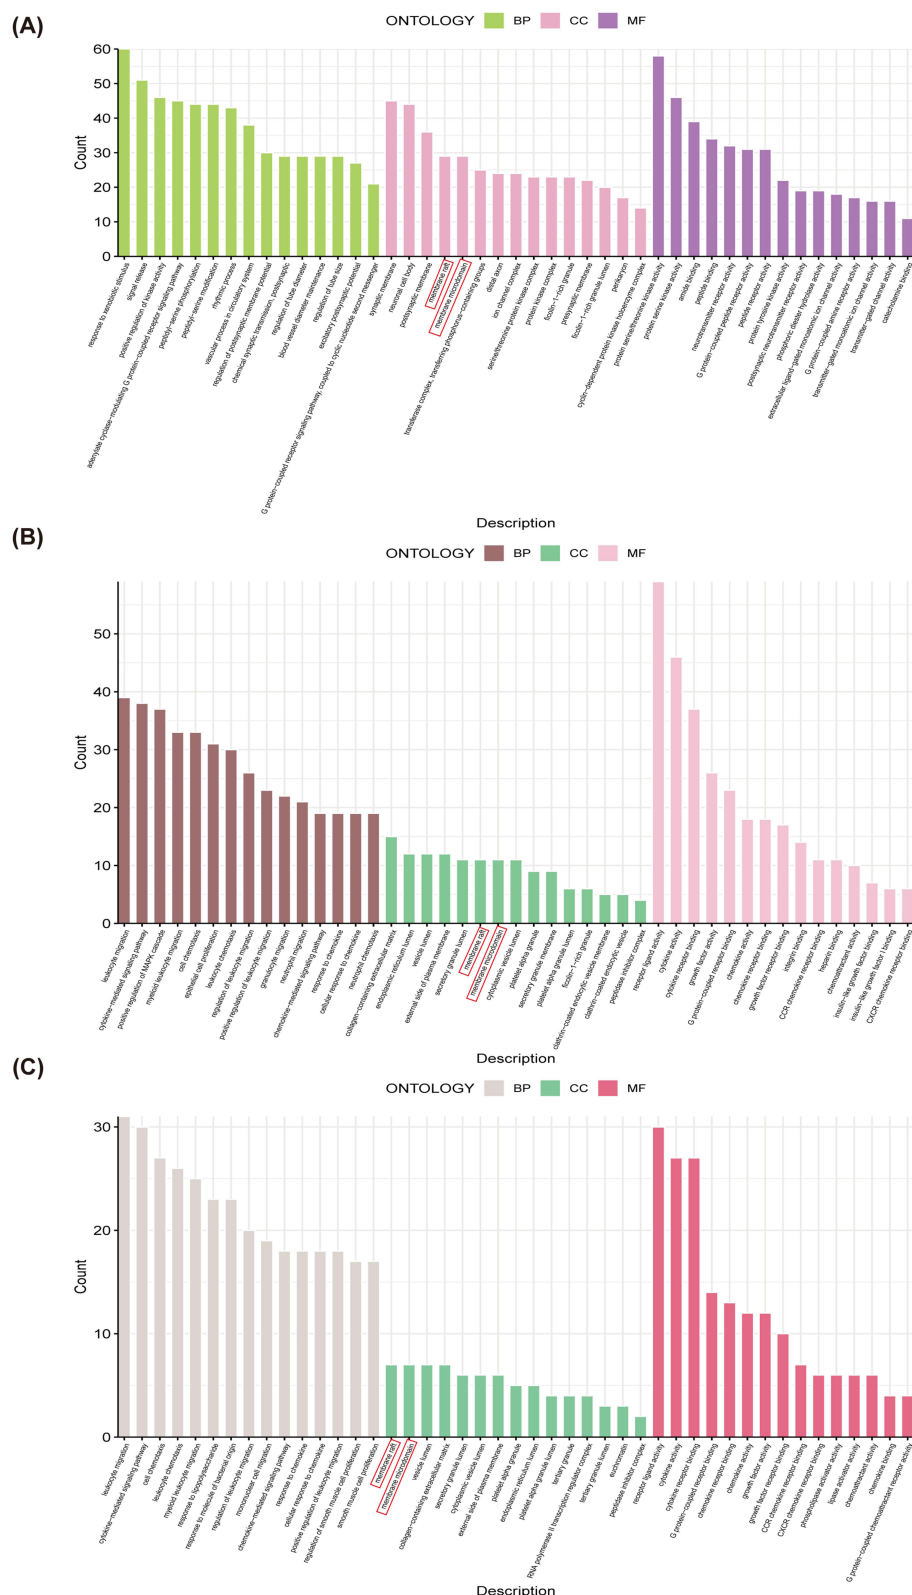 (A)
ONTOLOGY BP CC MF
60
50
40
30
20
10
0
Count
response to xenobiotic stimulus
signal release
positive regulation of kinase activity
adenylate cyclase−modulating G protein−coupled receptor signaling pathway
peptidyl−serine phosphorylation
peptidyl−serine modification
rhythmic process
vascular process in circulatory system
regulation of postsynaptic membrane potential
chemical synaptic transmission, postsynaptic
regulation of tube diameter
blood vessel diameter maintenance
regulation of tube size
excitatory postsynaptic potential
G protein−coupled receptor signaling pathway, coupled to cyclic nucleotide second messenger
synaptic membrane
neuronal cell body
postsynaptic membrane
membrane raft
membrane microdomain
transferase complex, transferring phosphorus−containing groups
distal axon
ion channel complex
serine/threonine protein kinase complex
protein kinase complex
ficolin−1−rich granule
presynaptic membrane
ficolin−1−rich granule lumen
perikaryon
cyclin−dependent protein kinase holoenzyme complex
protein serine/threonine kinase activity
protein serine kinase activity
amide binding
peptide binding
neurotransmitter receptor activity
G protein−coupled peptide receptor activity
peptide receptor activity
protein tyrosine kinase activity
postsynaptic neurotransmitter receptor activity
phosphoric diester hydrolase activity
extracellular ligand−gated monoatomic ion channel activity
G protein−coupled amine receptor activity
transmitter−gated monoatomic ion channel activity
transmitter−gated channel activity
catecholamine binding
Description
(B)
ONTOLOGY BP CC MF
50
40
30
20
10
0
Count
leukocyte migration
cytokine−mediated signaling pathway
positive regulation of MAPK cascade
myeloid leukocyte migration
cell chemotaxis
epithelial cell proliferation
leukocyte chemotaxis
regulation of leukocyte migration
positive regulation of leukocyte migration
granulocyte migration
neutrophil migration
chemokine−mediated signaling pathway
response to chemokine
cellular response to chemokine
neutrophil chemotaxis
collagen−containing extracellular matrix
endoplasmic reticulum lumen
vesicle lumen
external side of plasma membrane
secretory granule lumen
membrane raft
membrane microdomain
cytoplasmic vesicle lumen
platelet alpha granule
secretory granule membrane
platelet alpha granule lumen
ficolin−1−rich granule
clathrin−coated endocytic vesicle membrane
clathrin−coated endocytic vesicle
peptidase inhibitor complex
receptor ligand activity
cytokine activity
cytokine receptor binding
growth factor activity
G protein−coupled receptor binding
chemokine activity
chemokine receptor binding
growth factor receptor binding
integrin binding
CCR chemokine receptor binding
heparin binding
chemoattractant activity
insulin−like growth factor binding
insulin−like growth factor I binding
CXCR chemokine receptor binding
Description
(C)
ONTOLOGY BP CC MF
30
20
10
0
Count
leukocyte migration
cytokine−mediated signaling pathway
cell chemotaxis
leukocyte chemotaxis
myeloid leukocyte migration
response to lipopolysaccharide
response to molecule of bacterial origin
regulation of leukocyte migration
mononuclear cell migration
chemokine−mediated signaling pathway
response to chemokine
cellular response to chemokine
positive regulation of leukocyte migration
regulation of smooth muscle cell proliferation
smooth muscle cell proliferation
membrane raft
membrane microdomain
vesicle lumen
collagen−containing extracellular matrix
secretory granule lumen
cytoplasmic vesicle lumen
external side of plasma membrane
platelet alpha granule
endoplasmic reticulum lumen
platelet alpha granule lumen
tertiary granule
RNA polymerase II transcription regulator complex
tertiary granule lumen
euchromatin
peptidase inhibitor complex
receptor ligand activity
cytokine activity
cytokine receptor binding
G protein−coupled receptor binding
chemokine receptor binding
chemokine activity
growth factor activity
growth factor receptor binding
CCR chemokine receptor binding
CXCR chemokine receptor binding
phospholipase activator activity
lipase activator activity
chemoattractant activity
chemokine binding
G protein−coupled chemoattractant receptor activity
Description